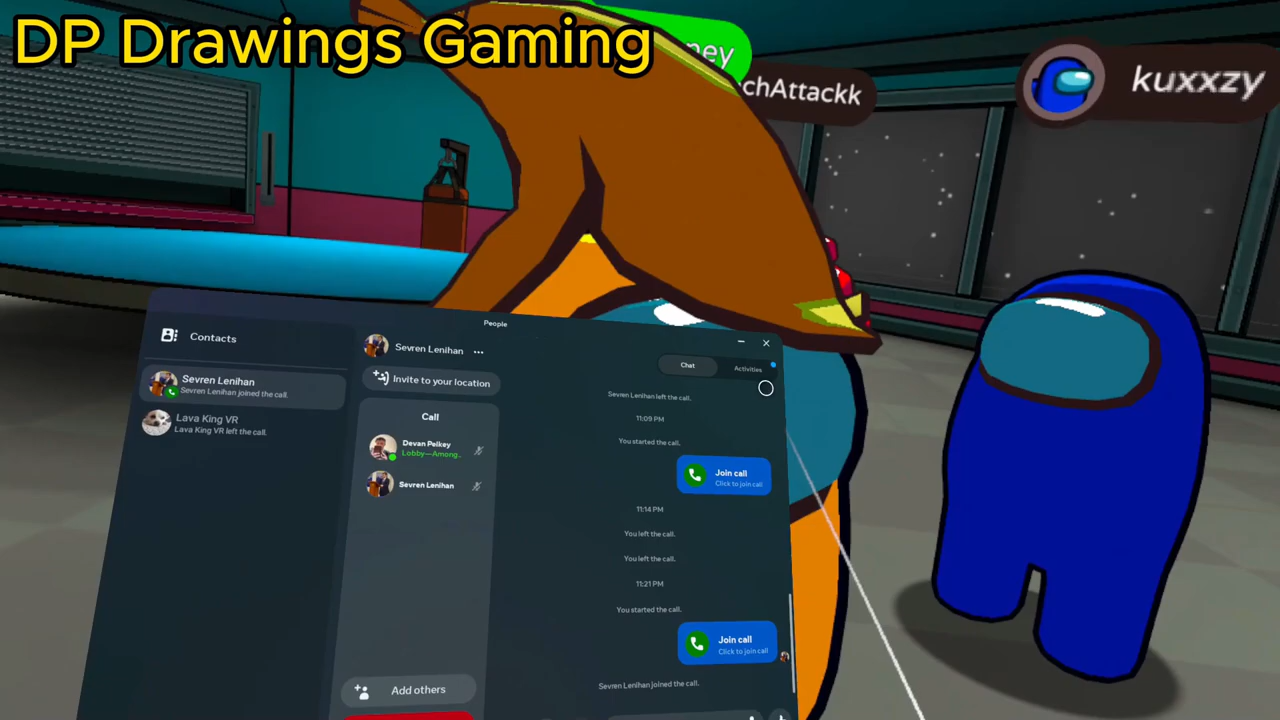 DP Drawings Gaming
ney
chAttackk
kuxxzy
People
Contacts
Sevren Lenihan
Sevren Lenihan joined the call.
Lava King VR
Lava King VR left the call.
Sevren Lenihan
Invite to your location
Call
Devan Pelkey
Lobby—Among..
Sevren Lenihan
Add others
Chat
Activities
Sevren Lenihan left the call.
11:09 PM
You started the call.
Join call
Click to join call
11:14 PM
You left the call.
You left the call.
11:21 PM
You started the call.
Join call
Click to join call
Sevren Lenihan joined the call.